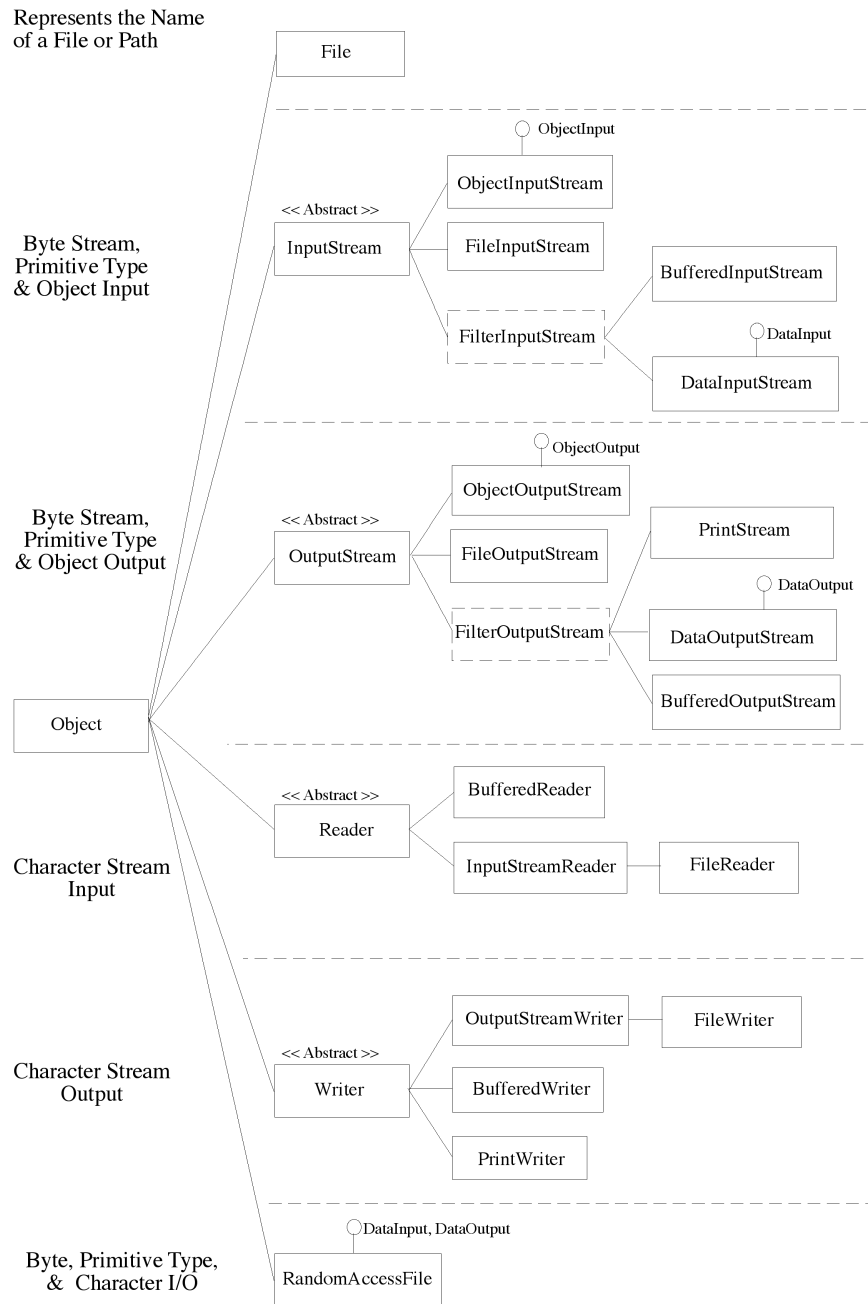 Represents the Name
of a File or Path
File
ObjectInput
ObjectInputStream
<< Abstract >>
InputStream
FileInputStream
Byte Stream,
Primitive Type
& Object Input
BufferedInputStream
FilterInputStream
DataInput
DataInputStream
ObjectOutput
ObjectOutputStream
Byte Stream,
Primitive Type
& Object Output
<< Abstract >>
OutputStream
FileOutputStream
PrintStream
DataOutput
FilterOutputStream
DataOutputStream
BufferedOutputStream
Object
<< Abstract >>
Reader
BufferedReader
InputStreamReader
FileReader
Character Stream
Input
OutputStreamWriter
FileWriter
<< Abstract >>
Writer
BufferedWriter
Character Stream
Output
PrintWriter
DataInput, DataOutput
Byte, Primitive Type,
& Character I/O
RandomAccessFile